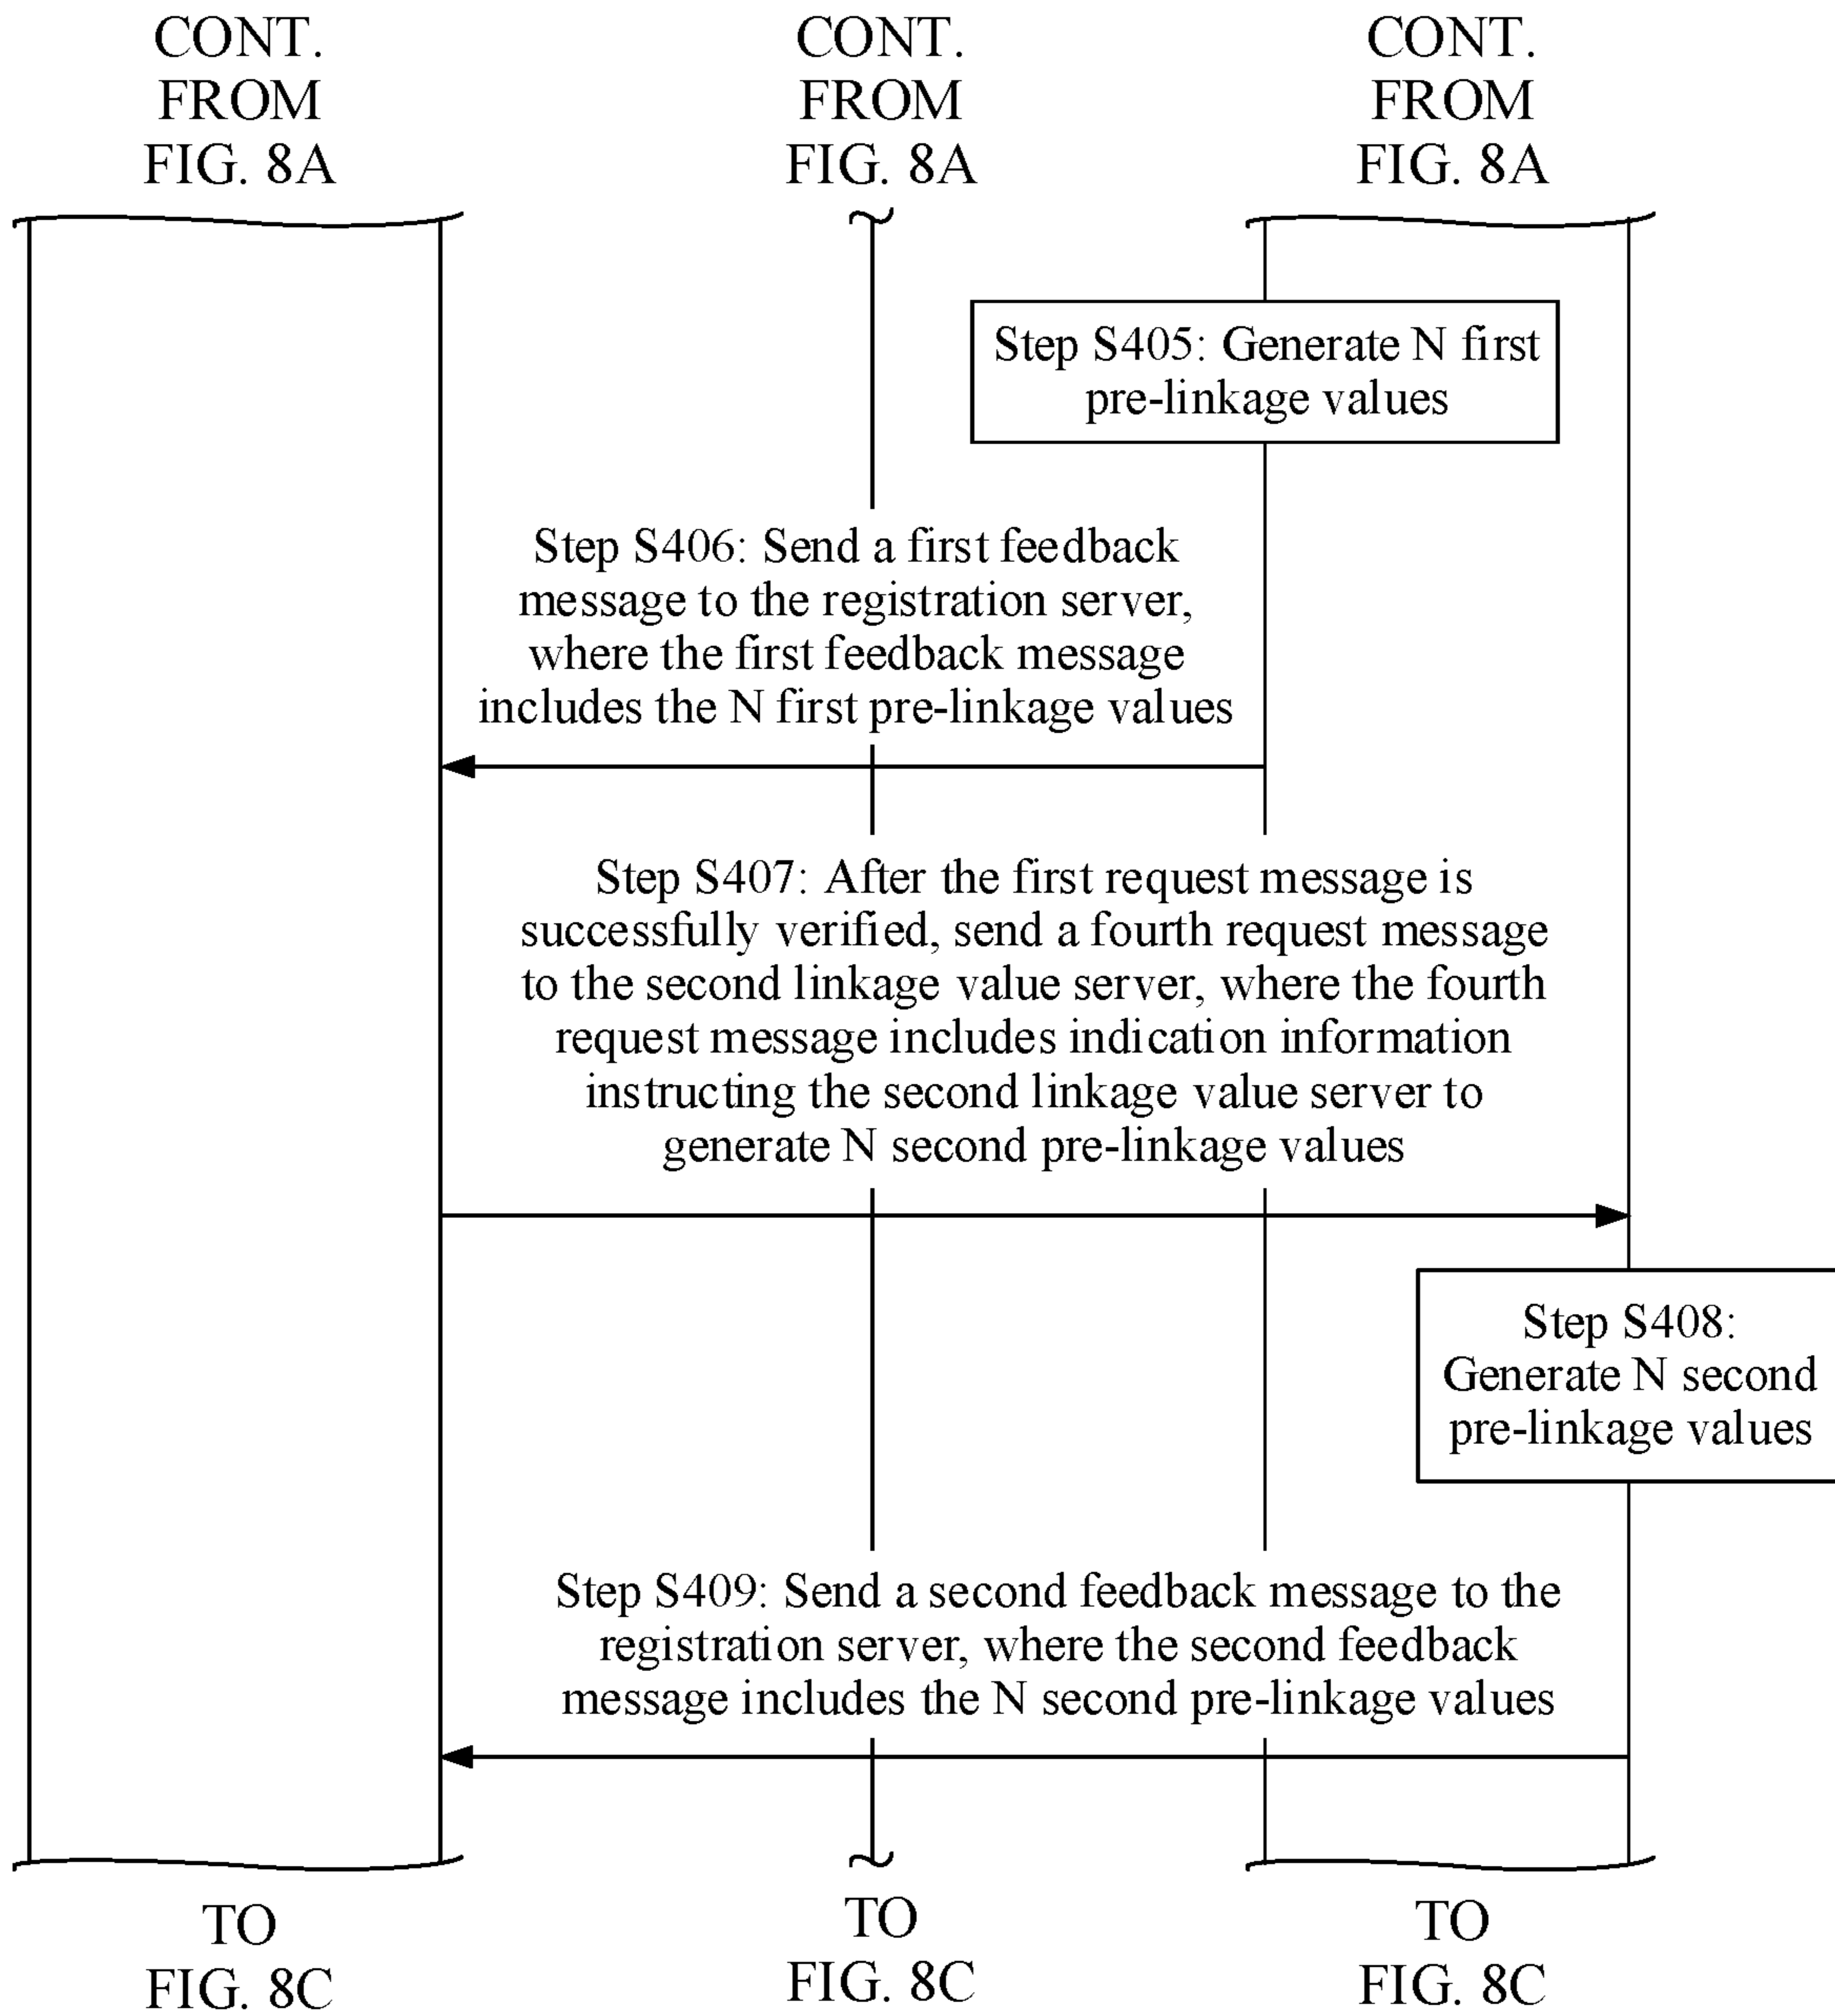 CONT.
FROM
FIG. 8A
CONT.
FROM
FIG. 8A
CONT.
FROM
FIG. 8A
Step S405: Generate N first
pre-linkage values
Step S406: Send a first feedback
message to the registration server,
where the first feedback message
includes the N first pre-linkage values
Step S407: After the first request message is
successfully verified, send a fourth request message
to the second linkage value server, where the fourth
request message includes indication information
instructing the second linkage value server to
generate N second pre-linkage values
Step S408:
Generate N second
pre-linkage values
Step S409: Send a second feedback message to the
registration server, where the second feedback
message includes the N second pre-linkage values
TO
FIG. 8C
TO
FIG. 8C
TO
FIG. 8C